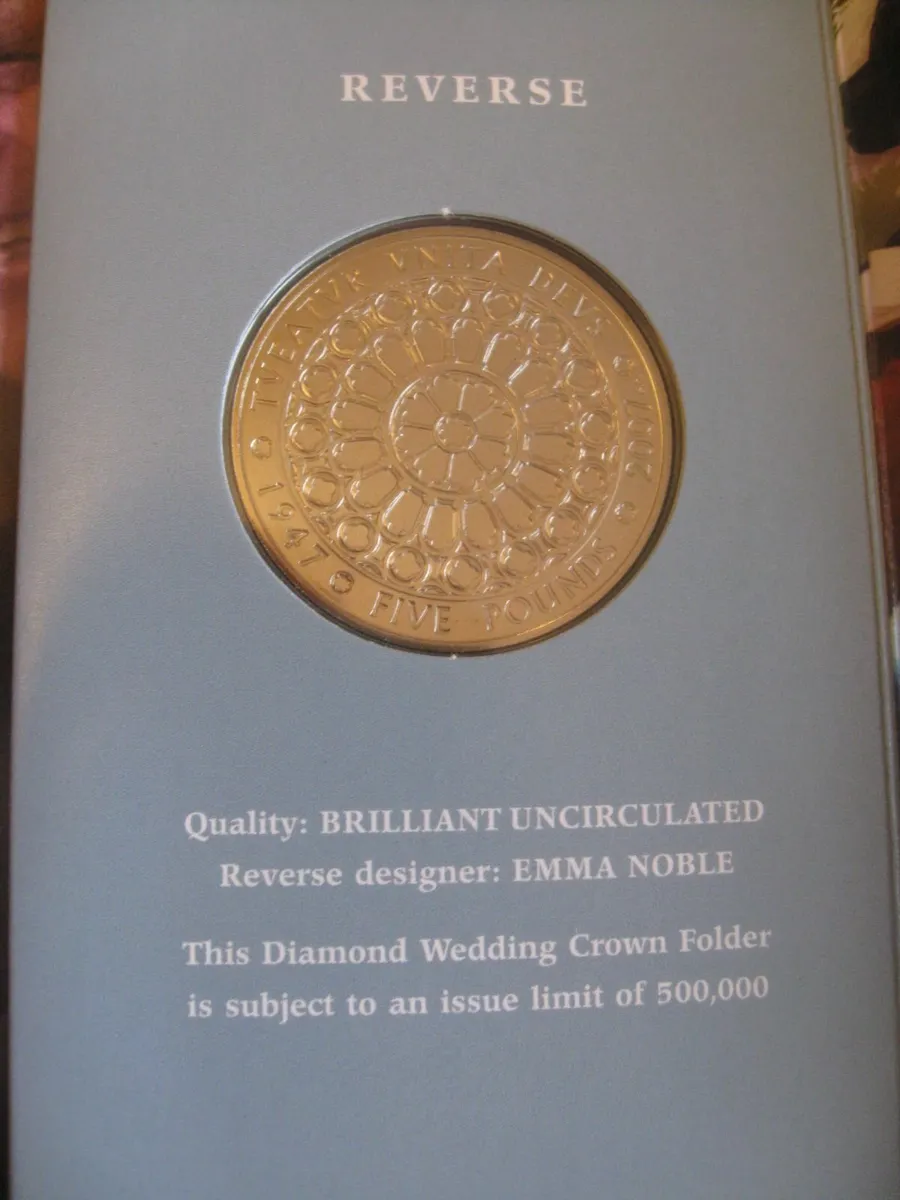 REVERSE
TVEATVR VNITA DEVS
2007
FIVE POUNDS
1947
Quality: BRILLIANT UNCIRCULATED
Reverse designer: EMMA NOBLE
This Diamond Wedding Crown Folder
is subject to an issue limit of 500,000